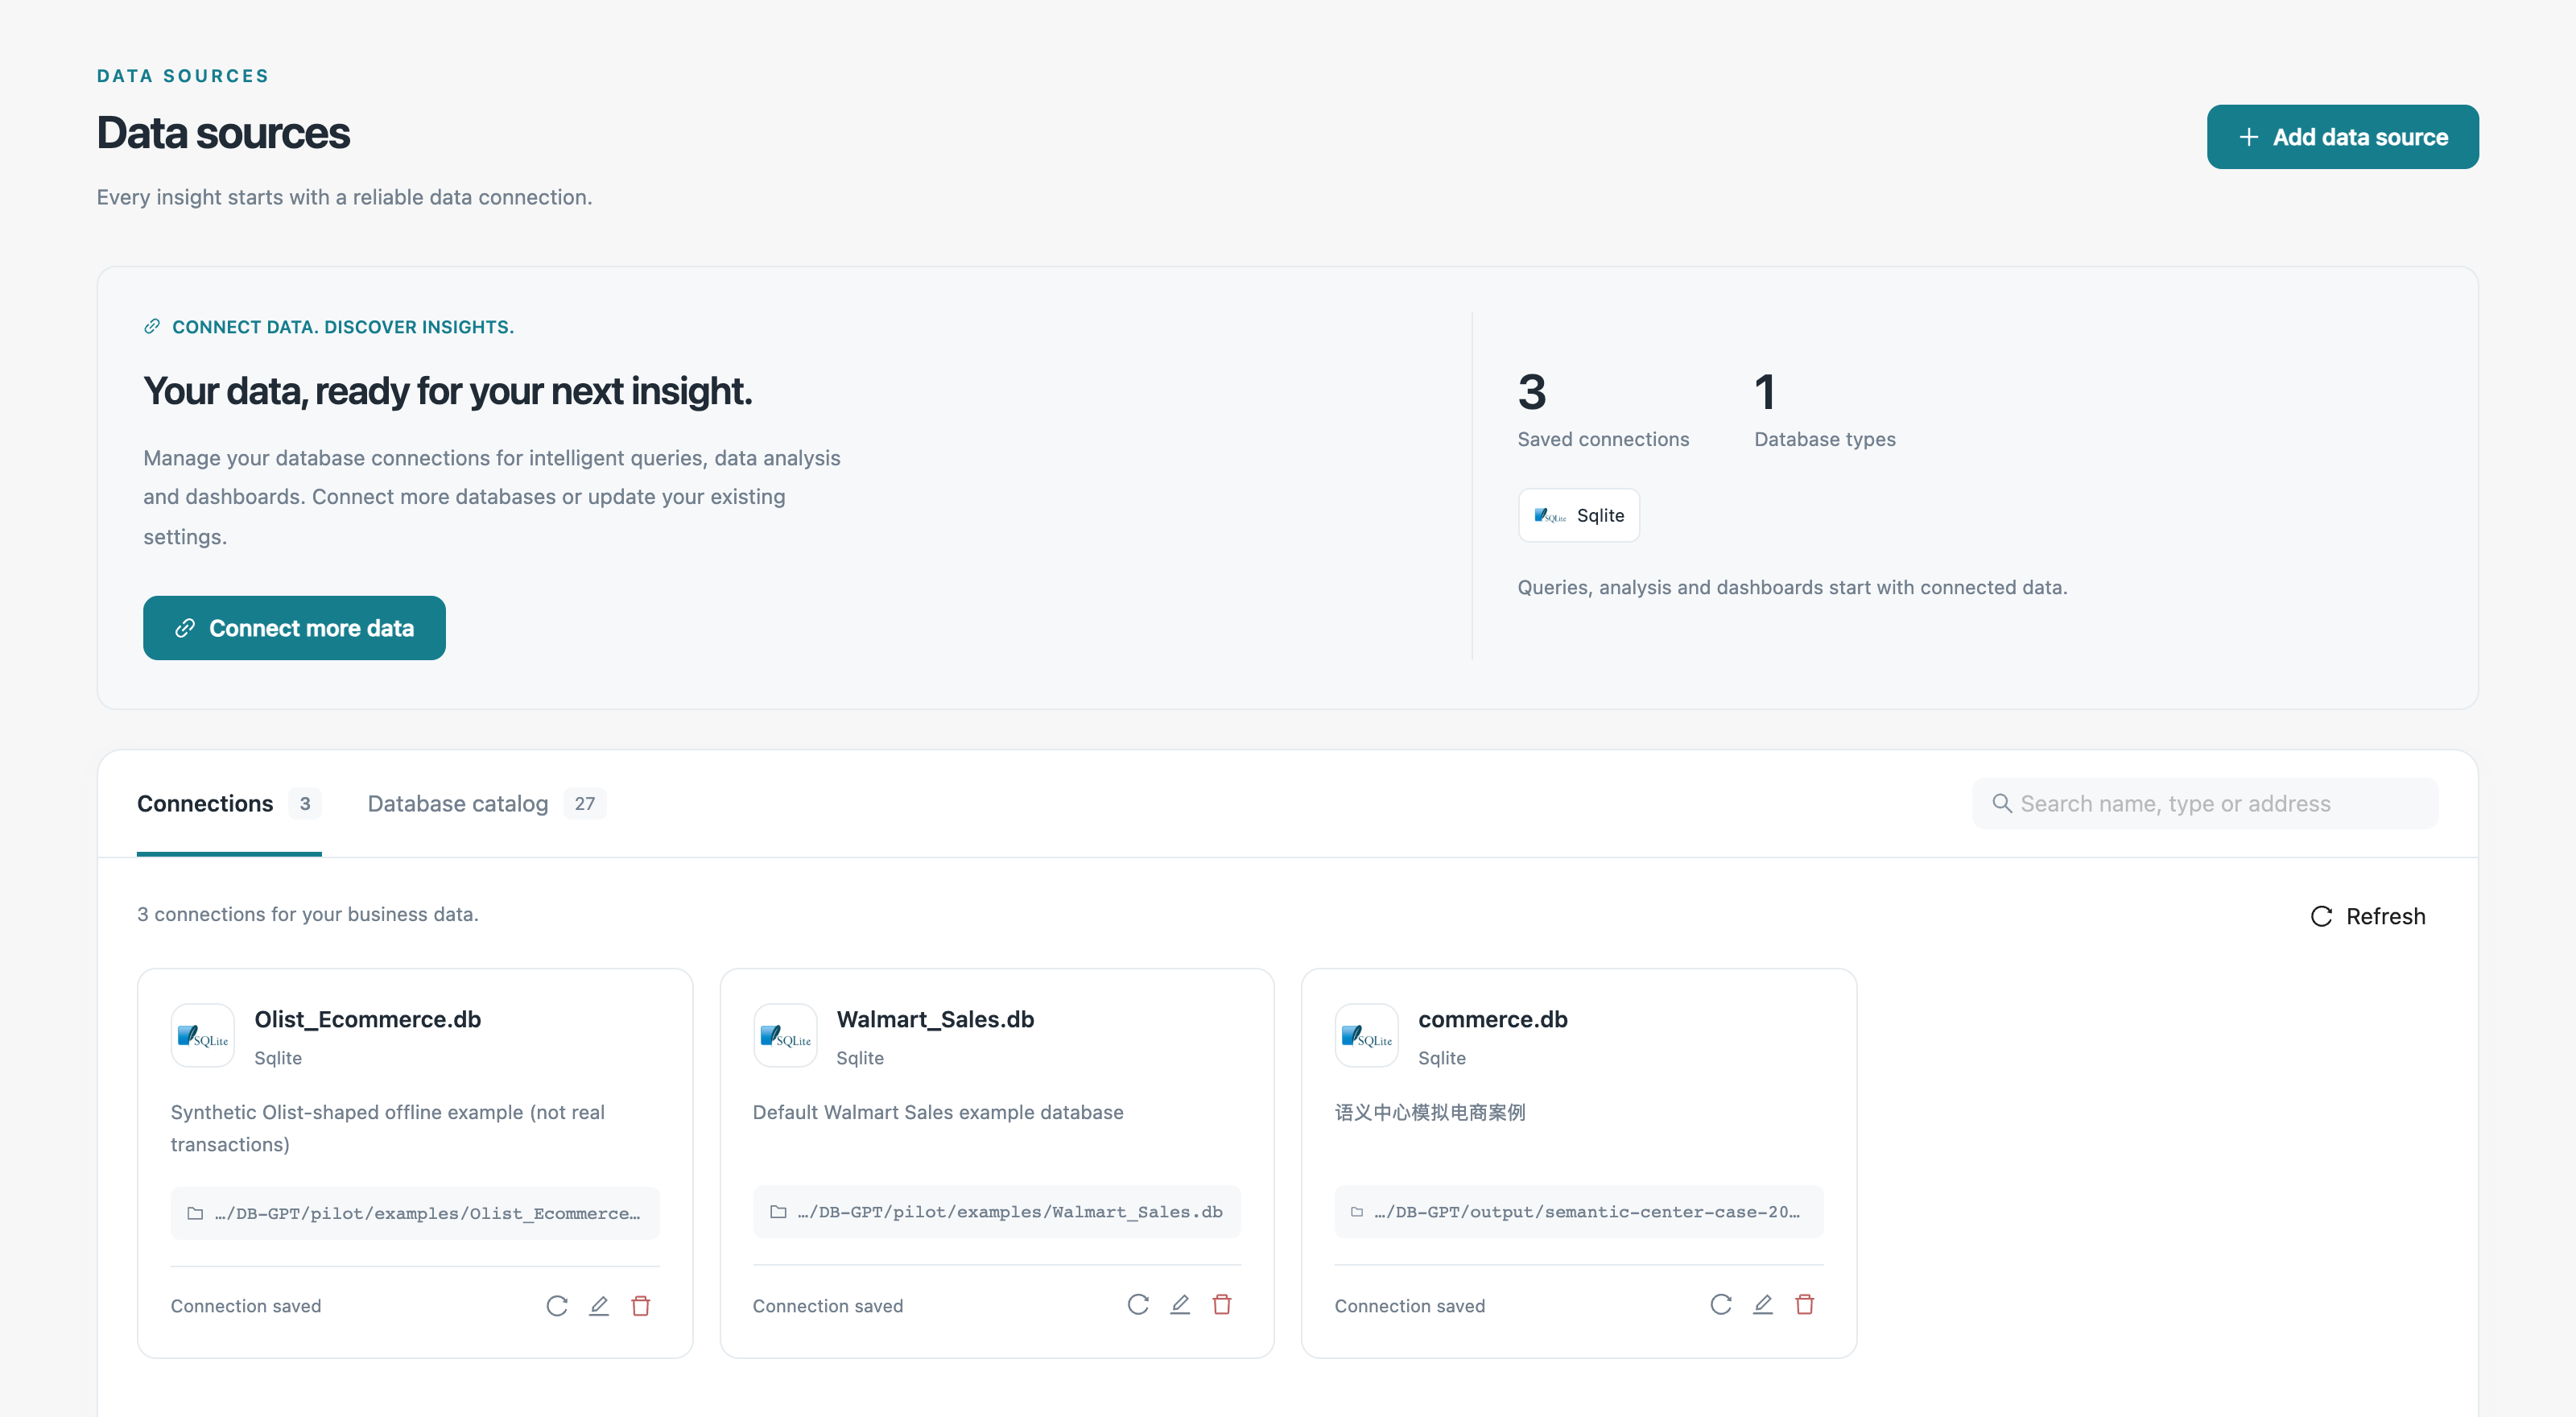 DATA SOURCES
Data sources
Add data source
Every insight starts with a reliable data connection.
CONNECT DATA. DISCOVER INSIGHTS.
Your data, ready for your next insight.
Manage your database connections for intelligent queries, data analysis
and dashboards. Connect more databases or update your existing
settings.
Connect more data
3
Saved connections
1
Database types
SQLite Sqlite
Queries, analysis and dashboards start with connected data.
Connections 3
Database catalog 27
Search name, type or address
3 connections for your business data.
Refresh
SQLite
Olist_Ecommerce.db
Sqlite
Synthetic Olist-shaped offline example (not real
transactions)
…/DB-GPT/pilot/examples/Olist_Ecommerce…
Connection saved
SQLite
Walmart_Sales.db
Sqlite
Default Walmart Sales example database
…/DB-GPT/pilot/examples/Walmart_Sales.db
Connection saved
SQLite
commerce.db
Sqlite
语义中心模拟电商案例
…/DB-GPT/output/semantic-center-case-20…
Connection saved